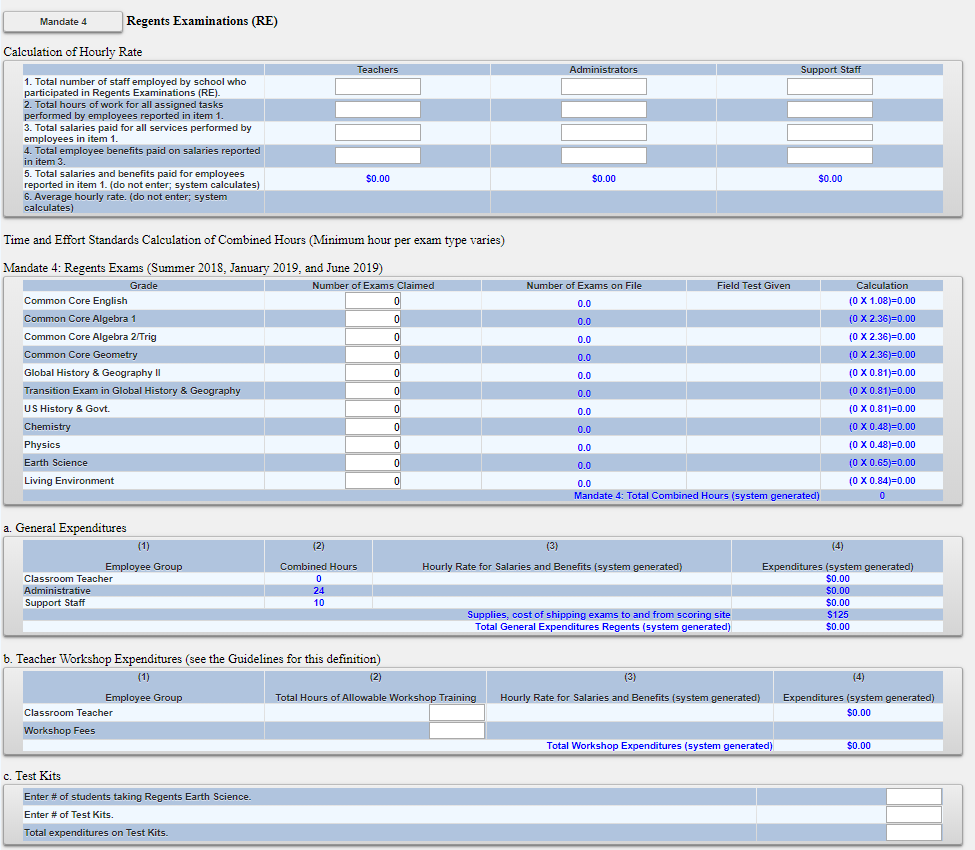 Mandate 4 Regents Examinations (RE)
Calculation of Hourly Rate
Teachers Administrators Support Staff
1. Total number of staff employed by school who
participated in Regents Examinations (RE).
2. Total hours of work for all assigned tasks
performed by employees reported in item 1.
3. Total salaries paid for all services performed by
employees in item 1.
4. Total employee benefits paid on salaries reported
in item 3.
5. Total salaries and benefits paid for employees
reported in item 1. (do not enter; system calculates) $0.00 $0.00 $0.00
6. Average hourly rate. (do not enter; system
calculates)
Time and Effort Standards Calculation of Combined Hours (Minimum hour per exam type varies)
Mandate 4: Regents Exams (Summer 2018, January 2019, and June 2019)
Grade Number of Exams Claimed Number of Exams on File Field Test Given Calculation
Common Core English 0 0.0 (0 X 1.08)=0.00
Common Core Algebra 1 0 0.0 (0 X 2.36)=0.00
Common Core Algebra 2/Trig 0 0.0 (0 X 2.36)=0.00
Common Core Geometry 0 0.0 (0 X 2.36)=0.00
Global History & Geography II 0 0.0 (0 X 0.81)=0.00
Transition Exam in Global History & Geography 0 0.0 (0 X 0.81)=0.00
US History & Govt. 0 0.0 (0 X 0.81)=0.00
Chemistry 0 0.0 (0 X 0.48)=0.00
Physics 0 0.0 (0 X 0.48)=0.00
Earth Science 0 0.0 (0 X 0.65)=0.00
Living Environment 0 0.0 (0 X 0.84)=0.00
Mandate 4: Total Combined Hours (system generated) 0
a. General Expenditures
(1) (2) (3) (4)
Employee Group Combined Hours Hourly Rate for Salaries and Benefits (system generated) Expenditures (system generated)
Classroom Teacher 0 $0.00
Administrative 24 $0.00
Support Staff 10 $0.00
Supplies, cost of shipping exams to and from scoring site $125
Total General Expenditures Regents (system generated) $0.00
b. Teacher Workshop Expenditures (see the Guidelines for this definition)
(1) (2) (3) (4)
Employee Group Total Hours of Allowable Workshop Training Hourly Rate for Salaries and Benefits (system generated) Expenditures (system generated)
Classroom Teacher $0.00
Workshop Fees
Total Workshop Expenditures (system generated) $0.00
c. Test Kits
Enter # of students taking Regents Earth Science.
Enter # of Test Kits.
Total expenditures on Test Kits.